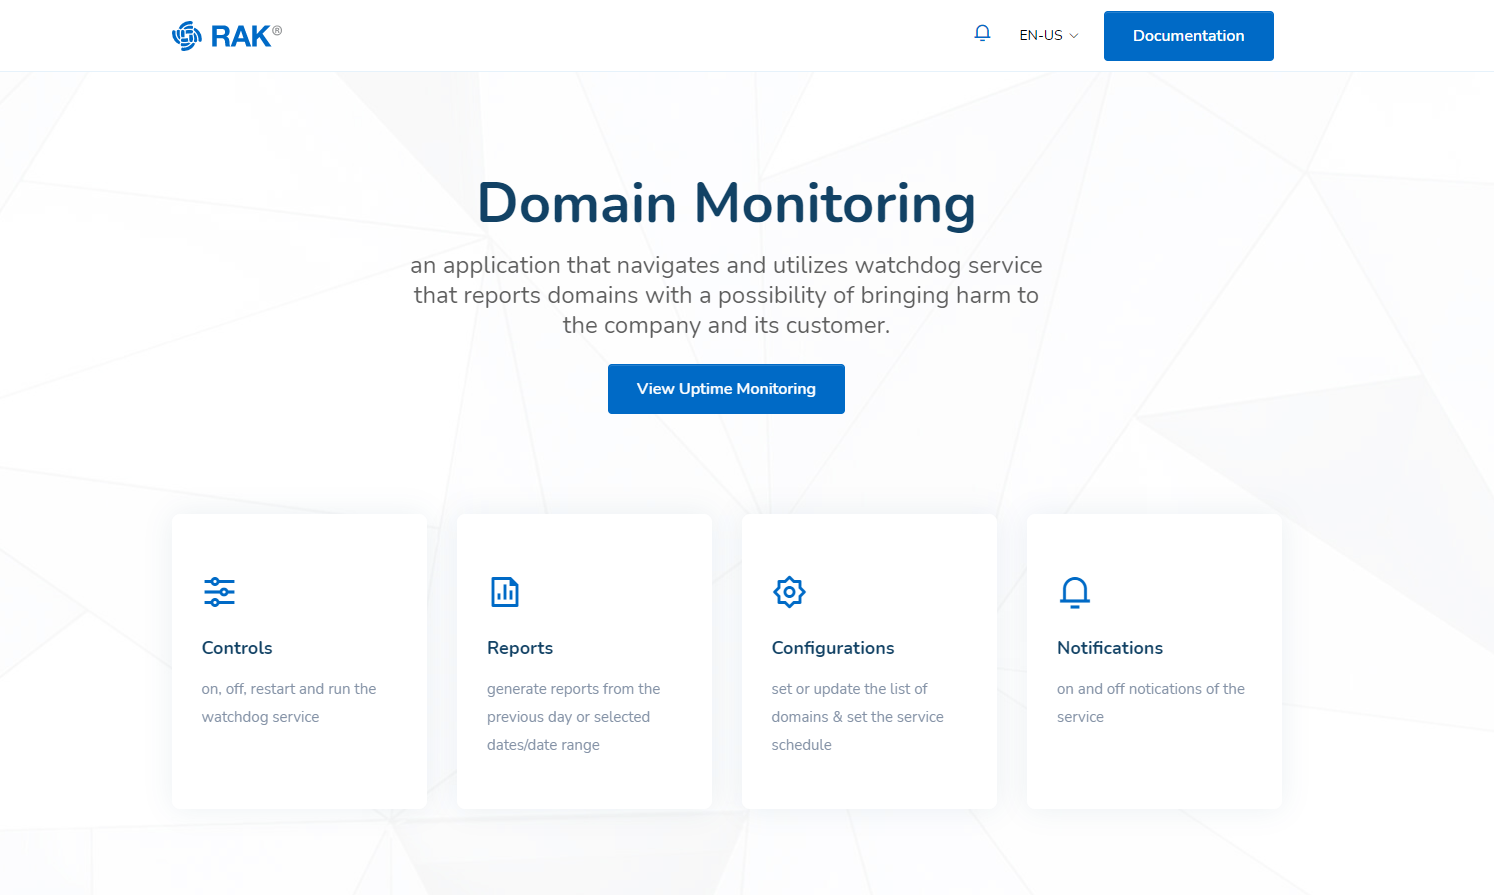 RAK®
EN-US
Documentation
Domain Monitoring
an application that navigates and utilizes watchdog service
that reports domains with a possibility of bringing harm to
the company and its customer.
View Uptime Monitoring
Controls
on, off, restart and run the
watchdog service
Reports
generate reports from the
previous day or selected
dates/date range
Configurations
set or update the list of
domains & set the service
schedule
Notifications
on and off notications of the
service